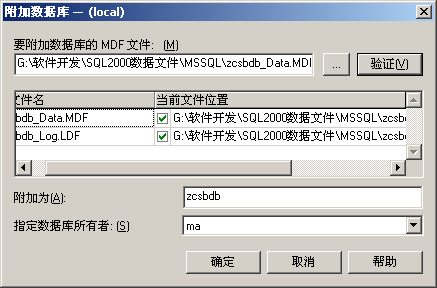 附加数据库 — (local)
要附加数据库的 MDF 文件: (M)
G:\软件开发\SQL2000数据文件\MSSQL\zcsbdb_Data.MDI
...
验证(V)
文件名 当前文件位置
bdb_Data.MDF G:\软件开发\SQL2000数据文件\MSSQL\zcsb
bdb_Log.LDF G:\软件开发\SQL2000数据文件\MSSQL\zcsb
附加为(A): zcsbdb
指定数据库所有者: (S) ma
确定 取消 帮助